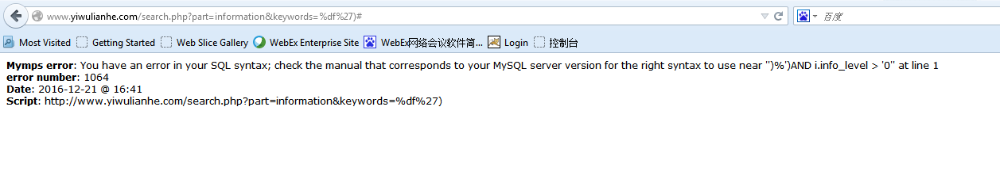 www.yiwulianhe.com/search.php?part=information&keywords=%df%27)#
百度
Most Visited Getting Started Web Slice Gallery WebEx Enterprise Site WebEx网络会议软件简... Login 控制台
Mymps error: You have an error in your SQL syntax; check the manual that corresponds to your MySQL server version for the right syntax to use near '')%')AND i.info_level > '0'' at line 1
error number: 1064
Date: 2016-12-21 @ 16:41
Script: http://www.yiwulianhe.com/search.php?part=information&keywords=%df%27)